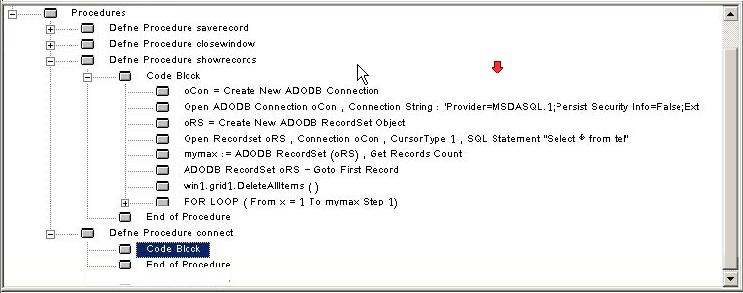 Procedures
Define Procedure saverecord
Define Procedure closewindow
Define Procedure showrecords
Code Block
oCon = Create New ADODB Connection
Open ADODB Connection oCon , Connection String : "Provider=MSDASQL.1;Persist Security Info=False;Ext
oRS = Create New ADODB RecordSet Object
Open Recordset oRS , Connection oCon , CursorType 1 , SQL Statement "Select * from tel"
mymax := ADODB RecordSet (oRS) , Get Records Count
ADODB RecordSet oRS - Goto First Record
win1.grid1.DeleteAllItems ()
FOR LOOP ( From x = 1 To mymax Step 1)
End of Procedure
Define Procedure connect
Code Block
End of Procedure